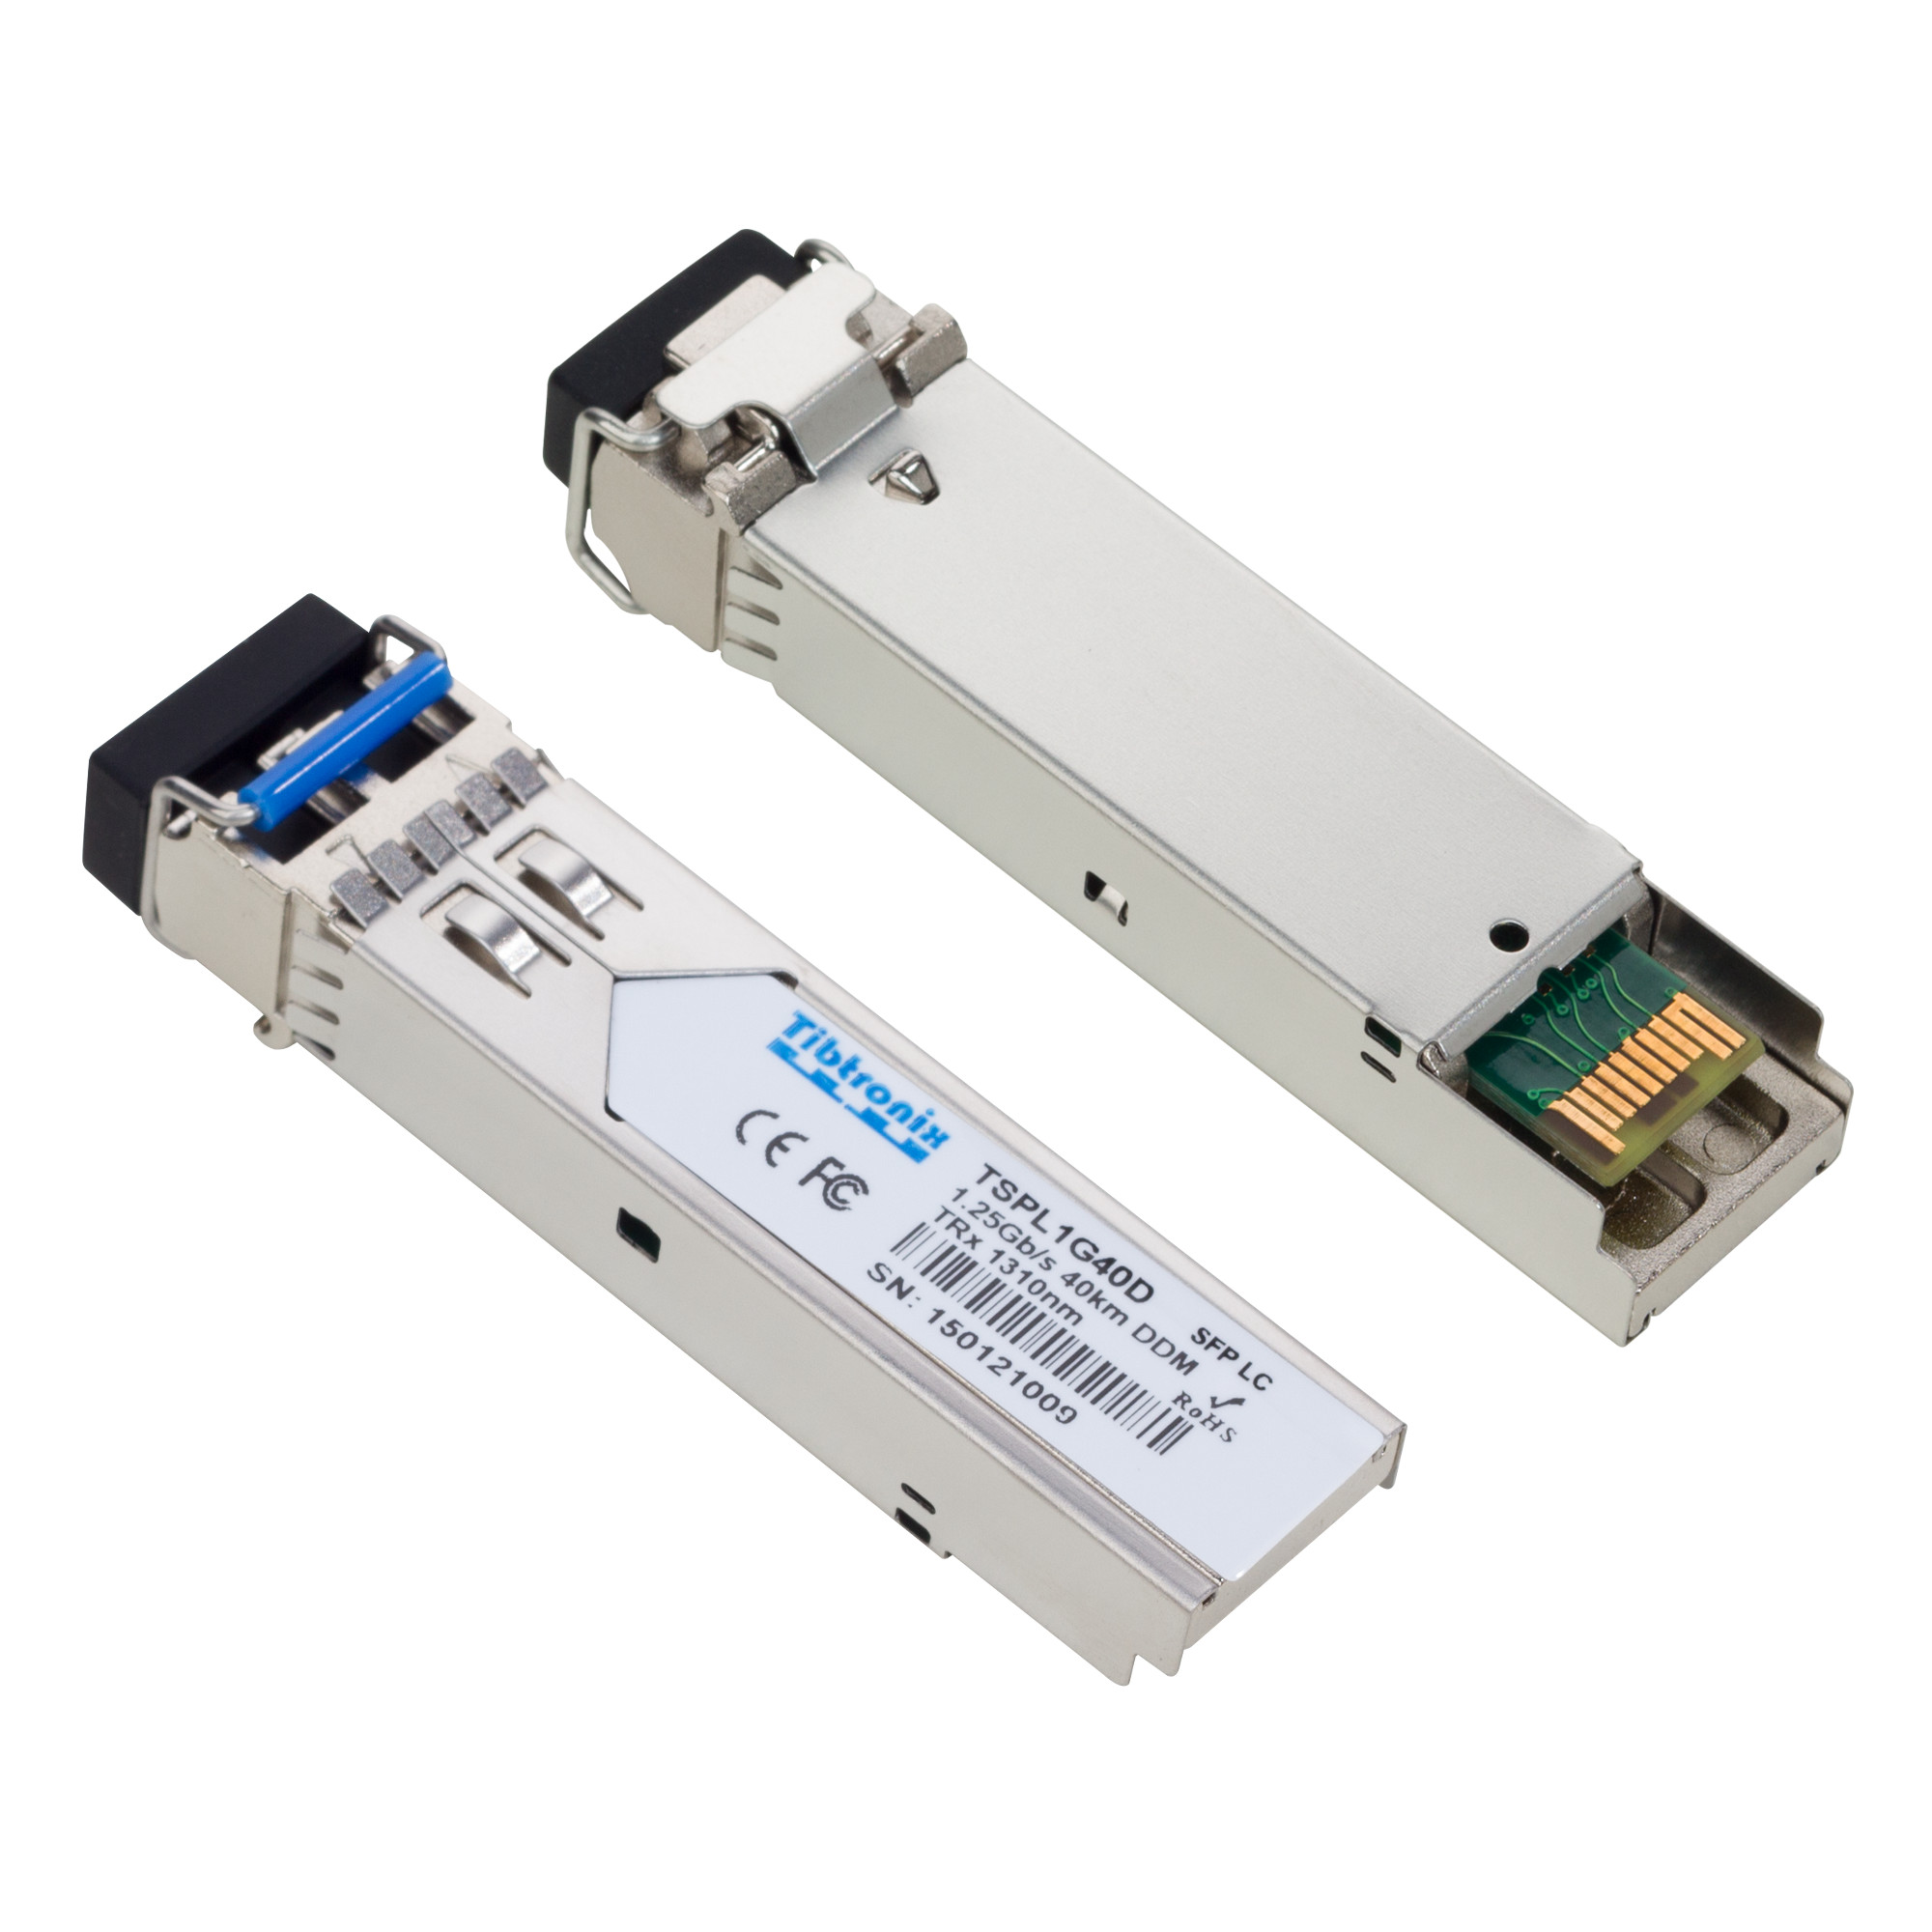 Tibtronix
CE FC
TSPL1G40D
1.25Gb/s 40km DDM
TRx 1310nm
SFP LC
RoHS
SN: 150121009